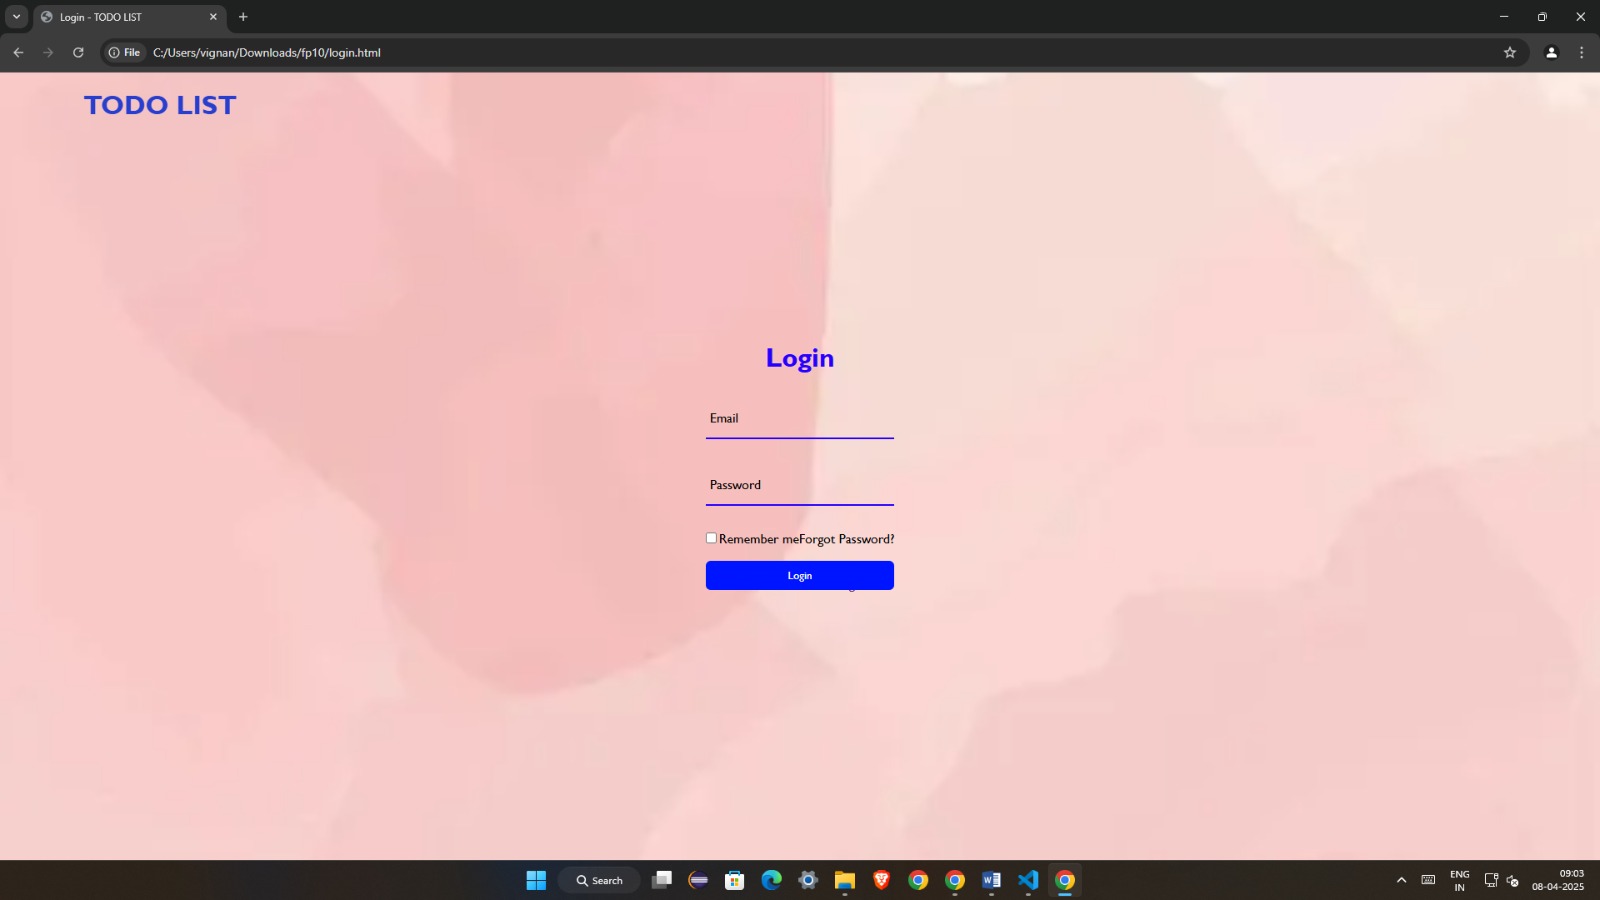 Login - TODO LIST
File C:/Users/vignan/Downloads/fp10/login.html
TODO LIST
Login
Email
Password
Remember meForgot Password?
Login
Search
ENG
IN
09:03
08-04-2025